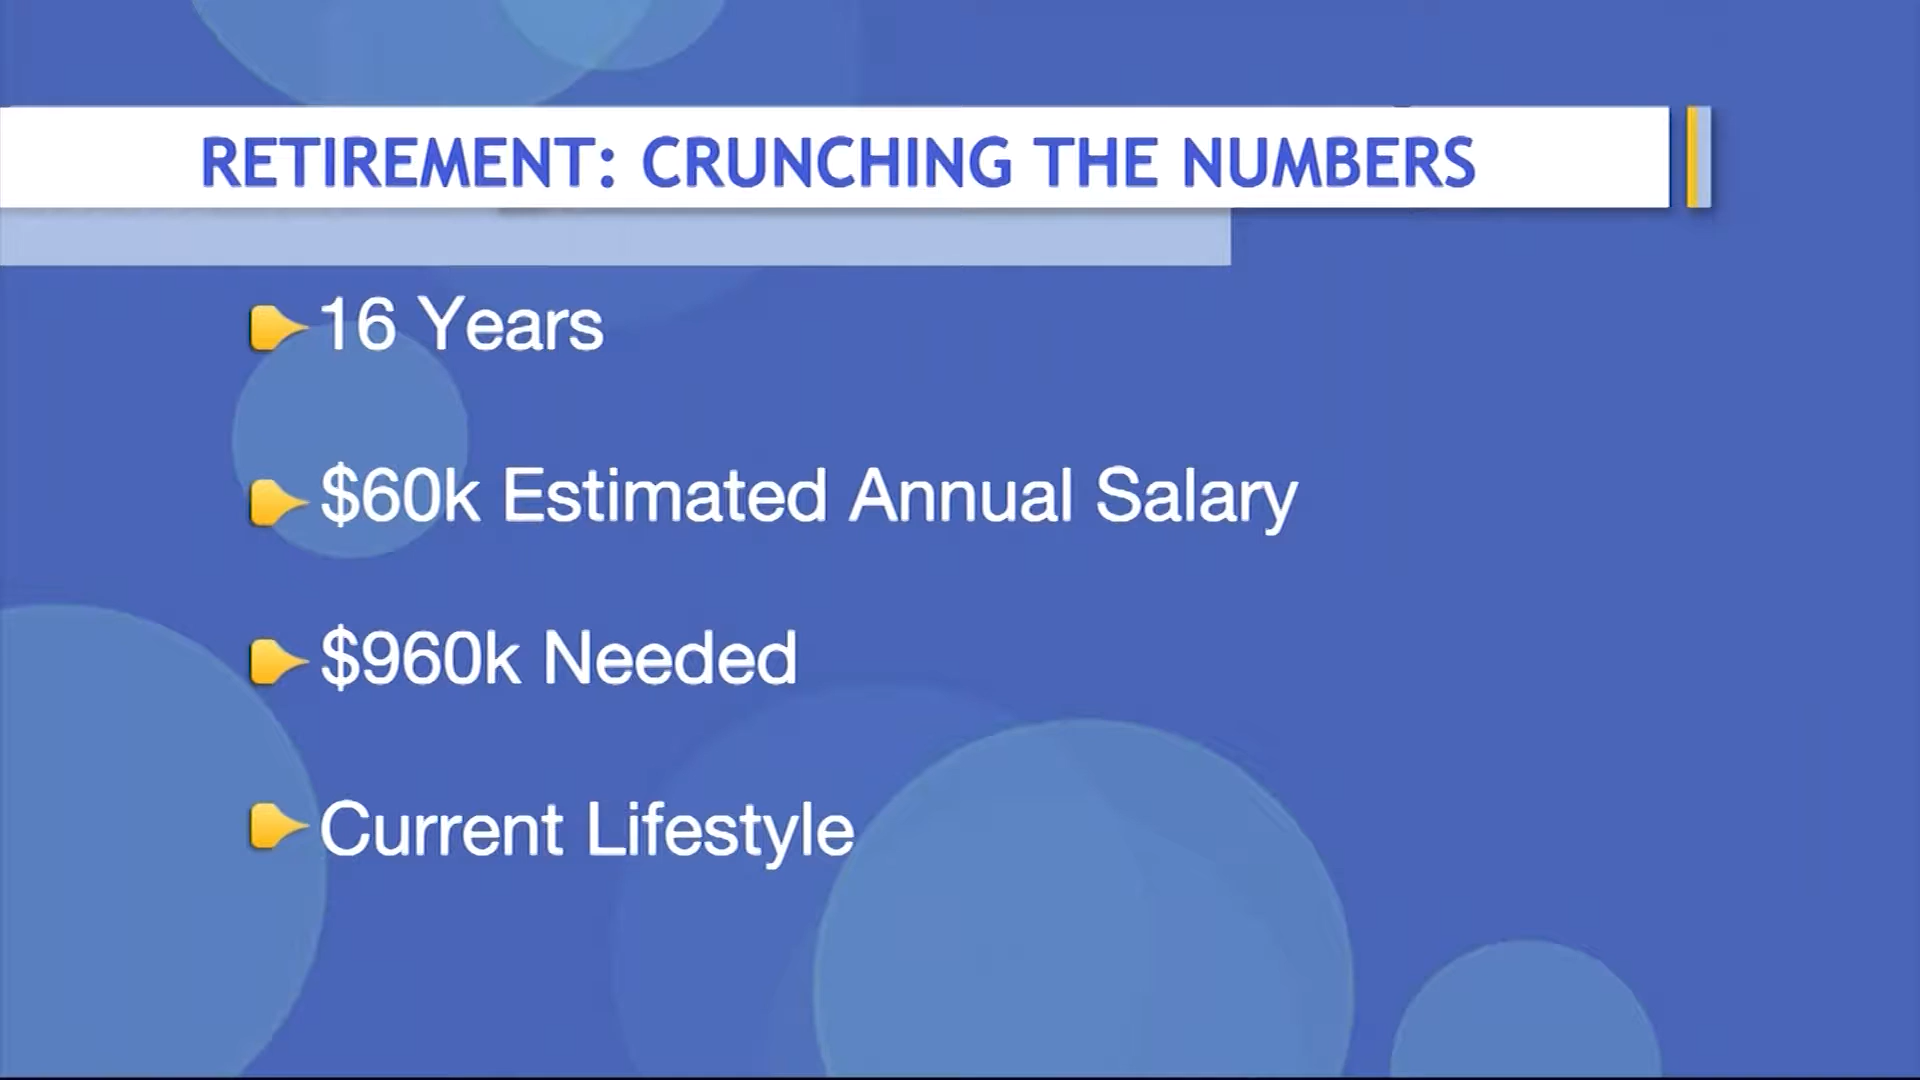 RETIREMENT: CRUNCHING THE NUMBERS
16 Years
$60k Estimated Annual Salary
$960k Needed
Current Lifestyle